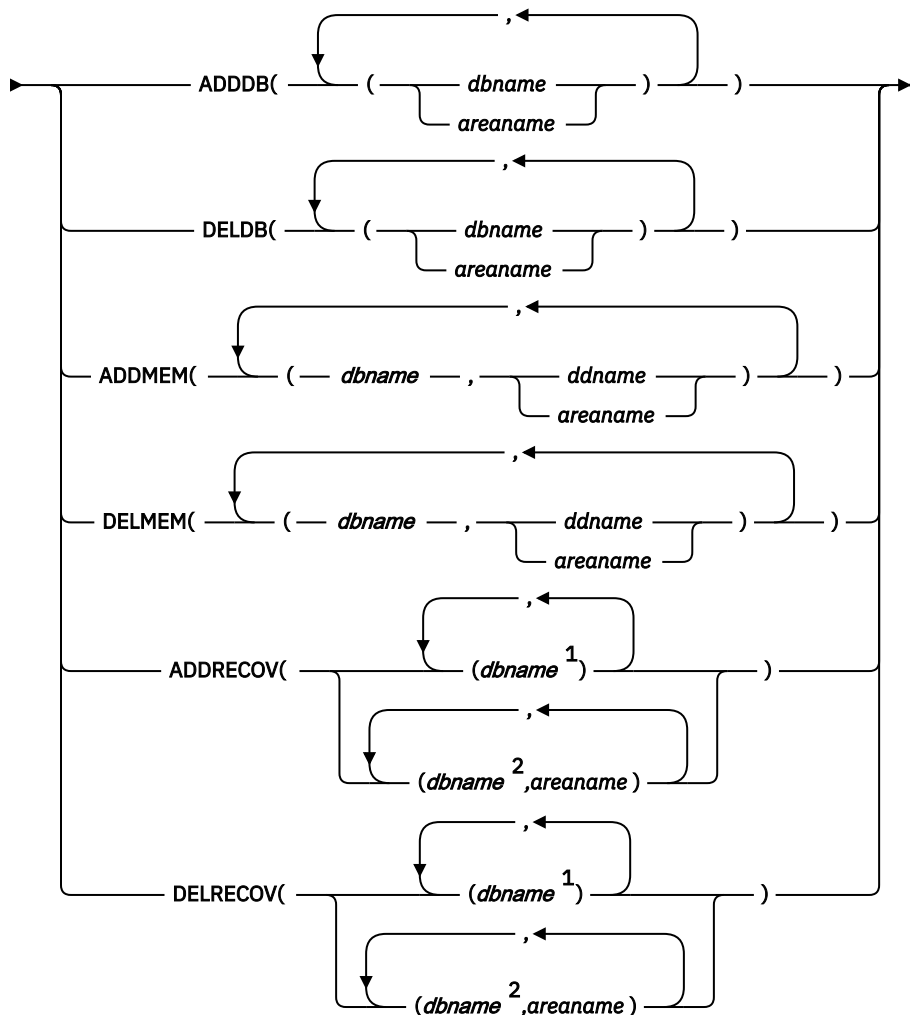 ,
ADDDB( ( dbname ) )
areaname
,
DELDB( ( dbname ) )
areaname
,
ADDMEM( ( dbname , ddname ) )
areaname
,
DELMEM( ( dbname , ddname ) )
areaname
,
ADDRECOV( (dbname 1) )
,
(dbname 2,areaname)
,
DELRECOV( (dbname 1) )
,
(dbname 2,areaname)